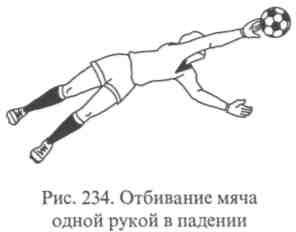 Рис. 234. Отбивание мяча
одной рукой в падении